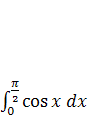 ∫₀^(π/2) cos x dx